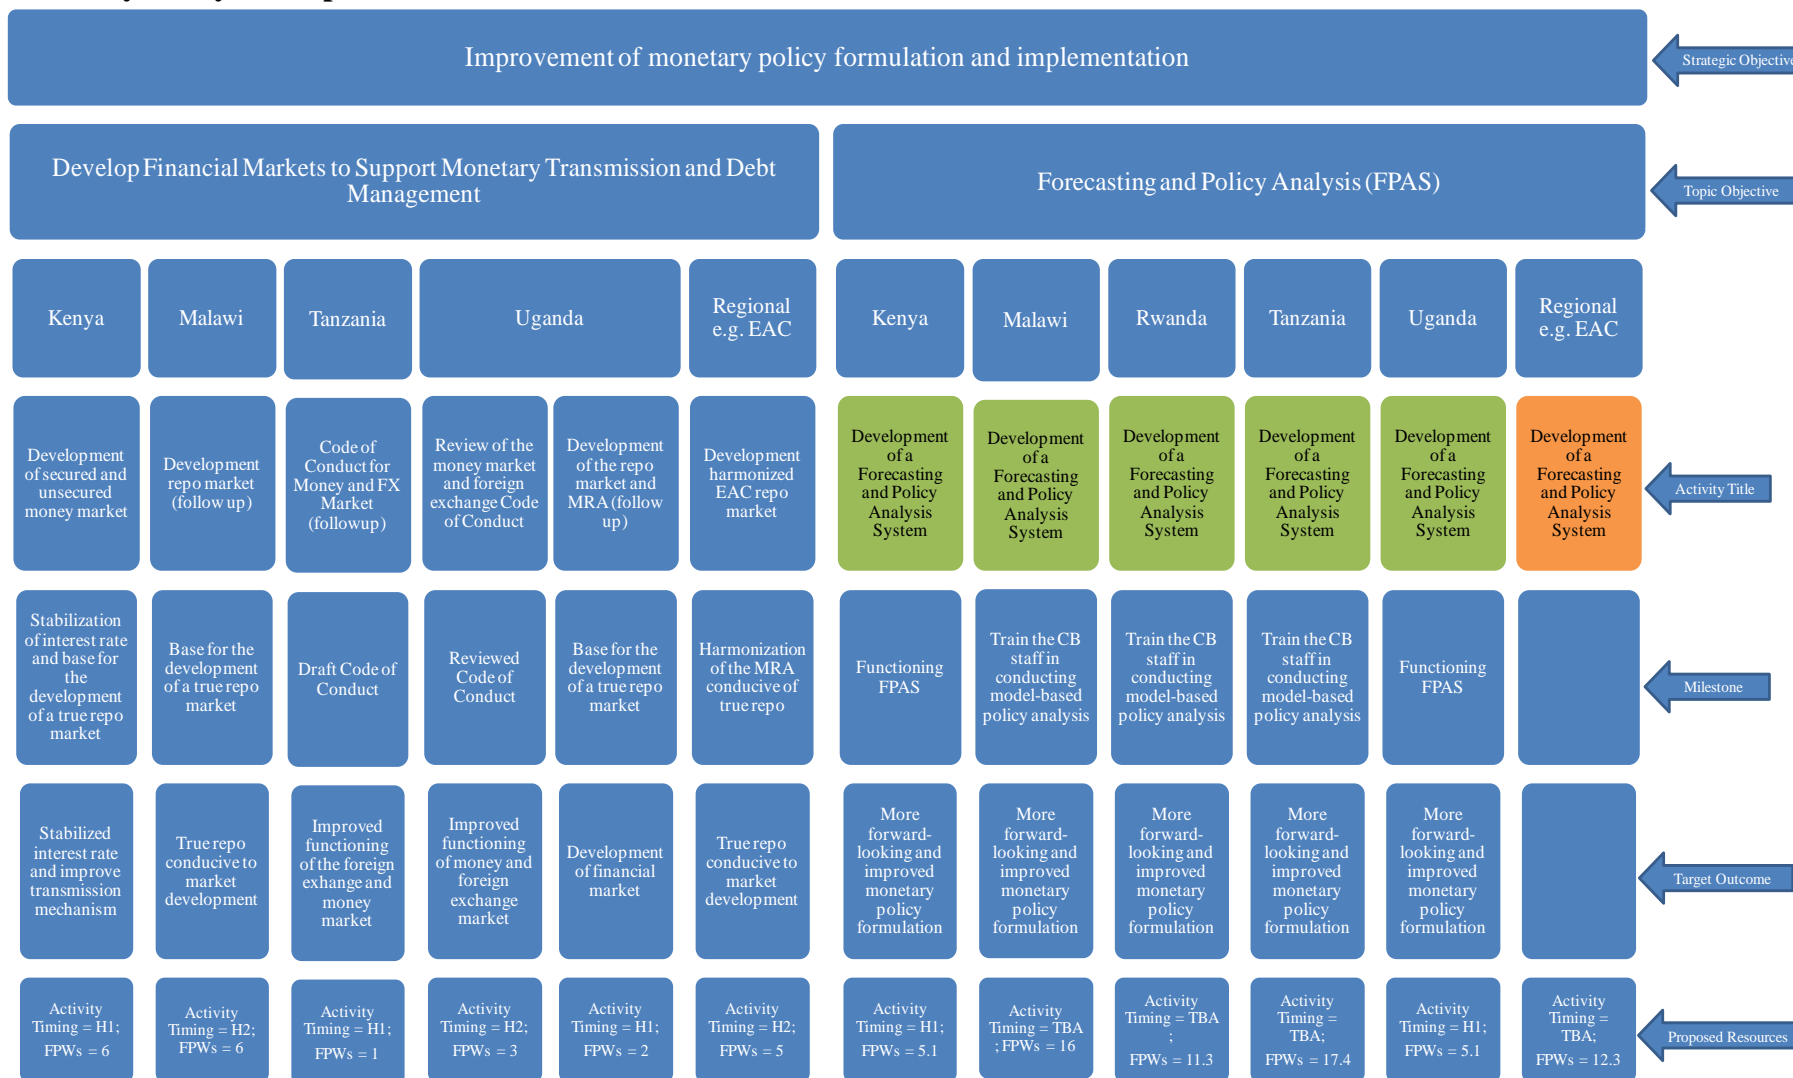 Improvement of monetary policy formulation and implementation
Strategic Objective
Develop Financial Markets to Support Monetary Transmission and Debt
Management
Forecasting and Policy Analysis (FPAS)
Topic Objective
Kenya
Malawi
Tanzania
Uganda
Regional
e.g. EAC
Kenya
Malawi
Rwanda
Tanzania
Uganda
Regional
e.g. EAC
Development
of secured and
unsecured
money market
Development
repo market
(follow up)
Code of
Conduct for
Money and FX
Market
(followup)
Review of the
money market
and foreign
exchange Code
of Conduct
Development
of the repo
market and
MRA (follow
up)
Development
harmonized
EAC repo
market
Development
of a
Forecasting
and Policy
Analysis
System
Development
of a
Forecasting
and Policy
Analysis
System
Development
of a
Forecasting
and Policy
Analysis
System
Development
of a
Forecasting
and Policy
Analysis
System
Development
of a
Forecasting
and Policy
Analysis
System
Development
of a
Forecasting
and Policy
Analysis
System
Activity Title
Stabilization
of interest rate
and base for
the
development
of a true repo
market
Base for the
development
of a true repo
market
Draft Code of
Conduct
Reviewed
Code of
Conduct
Base for the
development
of a true repo
market
Harmonization
of the MRA
conducive of
true repo
Functioning
FPAS
Train the CB
staff in
conducting
model-based
policy analysis
Train the CB
staff in
conducting
model-based
policy analysis
Train the CB
staff in
conducting
model-based
policy analysis
Functioning
FPAS
Milestone
Stabilized
interest rate
and improve
transmission
mechanism
True repo
conducive to
market
development
Improved
functioning
of the foreign
exhange and
money
market
Improved
functioning
of money and
foreign
exchange
market
Development
of financial
market
True repo
conducive to
market
development
More
forward-
looking and
improved
monetary
policy
formulation
More
forward-
looking and
improved
monetary
policy
formulation
More
forward-
looking and
improved
monetary
policy
formulation
More
forward-
looking and
improved
monetary
policy
formulation
More
forward-
looking and
improved
monetary
policy
formulation
Target Outcome
Activity
Timing = H1;
FPWs = 6
Activity
Timing = H2;
FPWs = 6
Activity
Timing = H1;
FPWs = 1
Activity
Timing = H2;
FPWs = 3
Activity
Timing = H1;
FPWs = 2
Activity
Timing = H2;
FPWs = 5
Activity
Timing = H1;
FPWs = 5.1
Activity
Timing = TBA
; FPWs = 16
Activity
Timing = TBA
;
FPWs = 11.3
Activity
Timing =
TBA;
FPWs = 17.4
Activity
Timing = H1;
FPWs = 5.1
Activity
Timing =
TBA;
FPWs = 12.3
Proposed Resources